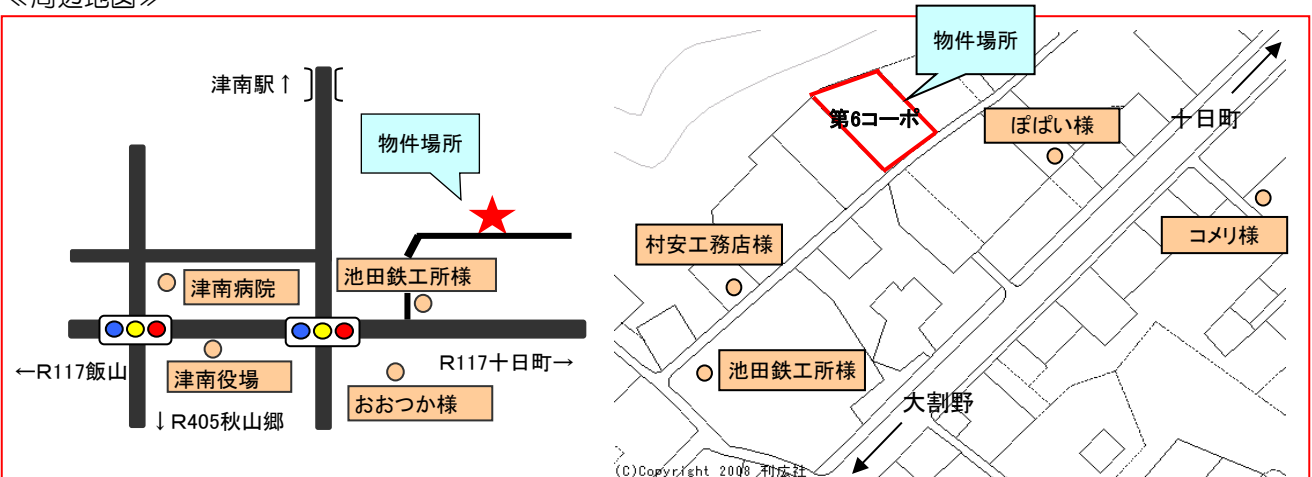 ≪周辺地図≫
津南駅↑
物件場所
池田鉄工所様
津南病院
津南役場
←R117飯山
R117十日町→
おおつか様
↓R405秋山郷
物件場所
第6コーポ
ぽぱい様
十日町
コメリ様
村安工務店様
池田鉄工所様
大割野
(C)Copyright 2008 刊広社